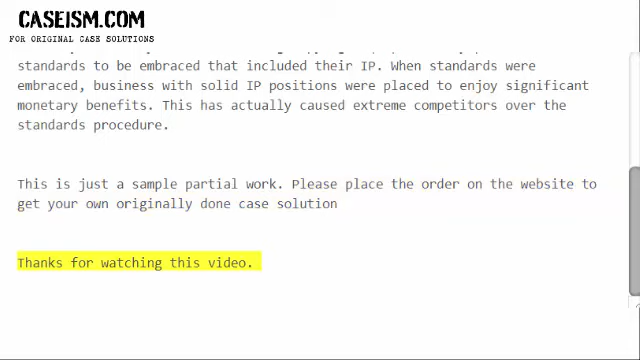 CASEISM.COM
FOR ORIGINAL CASE SOLUTIONS
standards to be embraced that included their IP. When standards were
embraced, business with solid IP positions were placed to enjoy significant
monetary benefits. This has actually caused extreme competitors over the
standards procedure.
This is just a sample partial work. Please place the order on the website to
get your own originally done case solution
Thanks for watching this video.